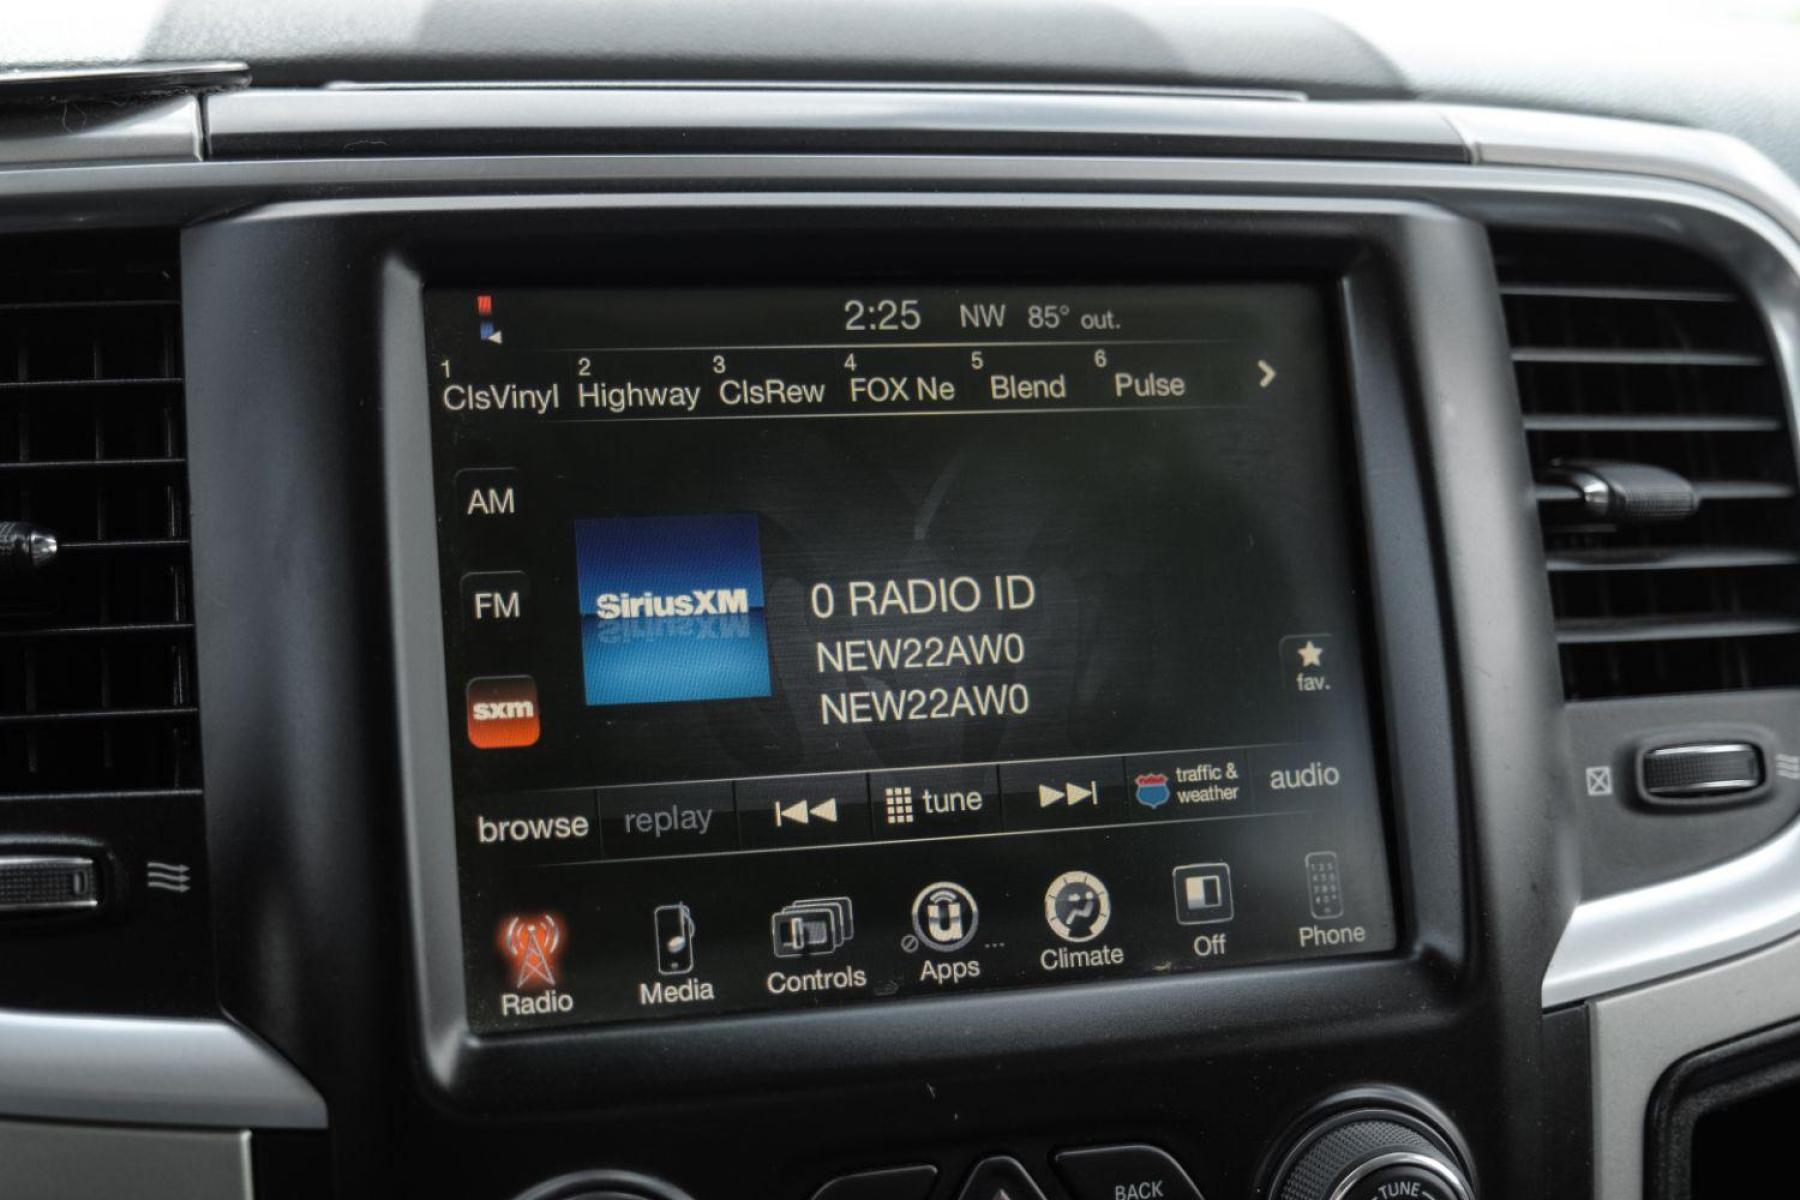 2:25 NW 85° out.
1 ClsVinyl 2 Highway 3 ClsRew 4 FOX Ne 5 Blend 6 Pulse
AM
FM
sxm
SiriusXM
0 RADIO ID
NEW22AW0
NEW22AW0
fav.
browse replay tune traffic & weather audio
Radio Media Controls Apps ... Climate Off Phone
BACK
TUNE